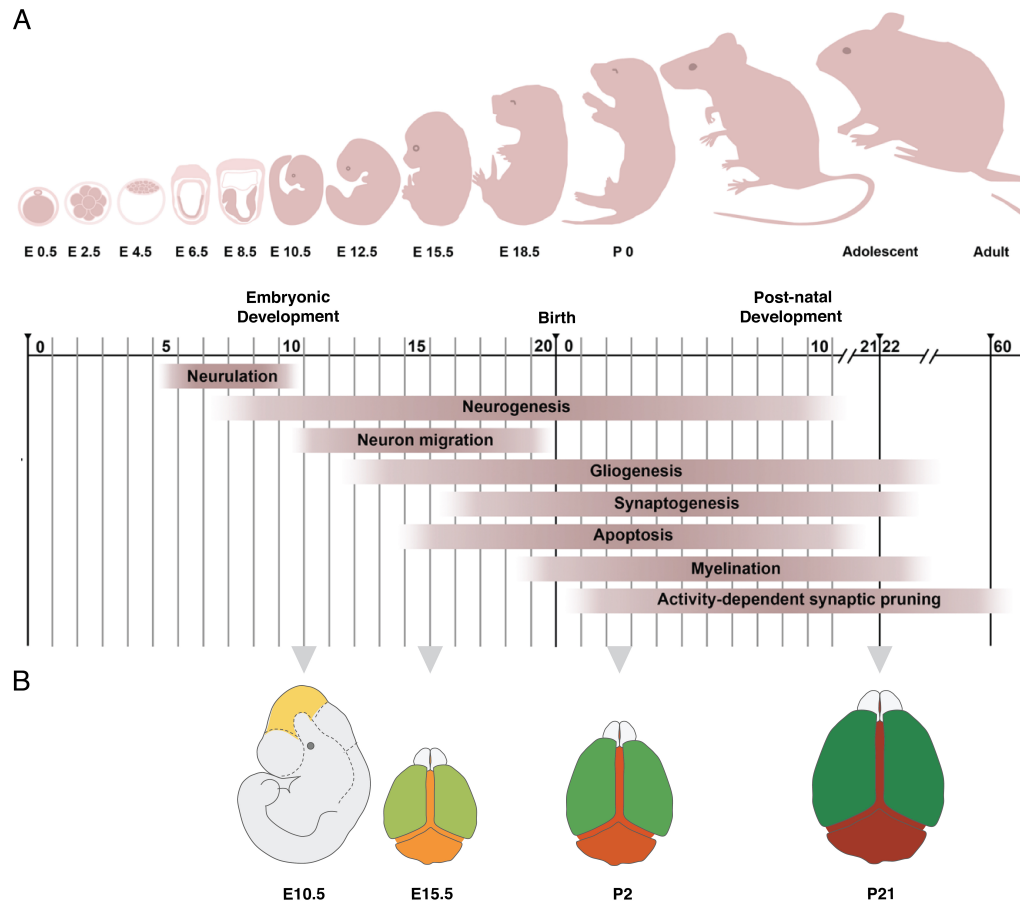 A
E 0.5 E 2.5 E 4.5 E 6.5 E 8.5 E 10.5 E 12.5 E 15.5 E 18.5 P 0 Adolescent Adult
Embryonic
Development
Birth
Post-natal
Development
0 5 10 15 20 0 10 21 22 60
Neurulation
Neurogenesis
Neuron migration
Gliogenesis
Synaptogenesis
Apoptosis
Myelination
Activity-dependent synaptic pruning
B
E10.5 E15.5 P2 P21